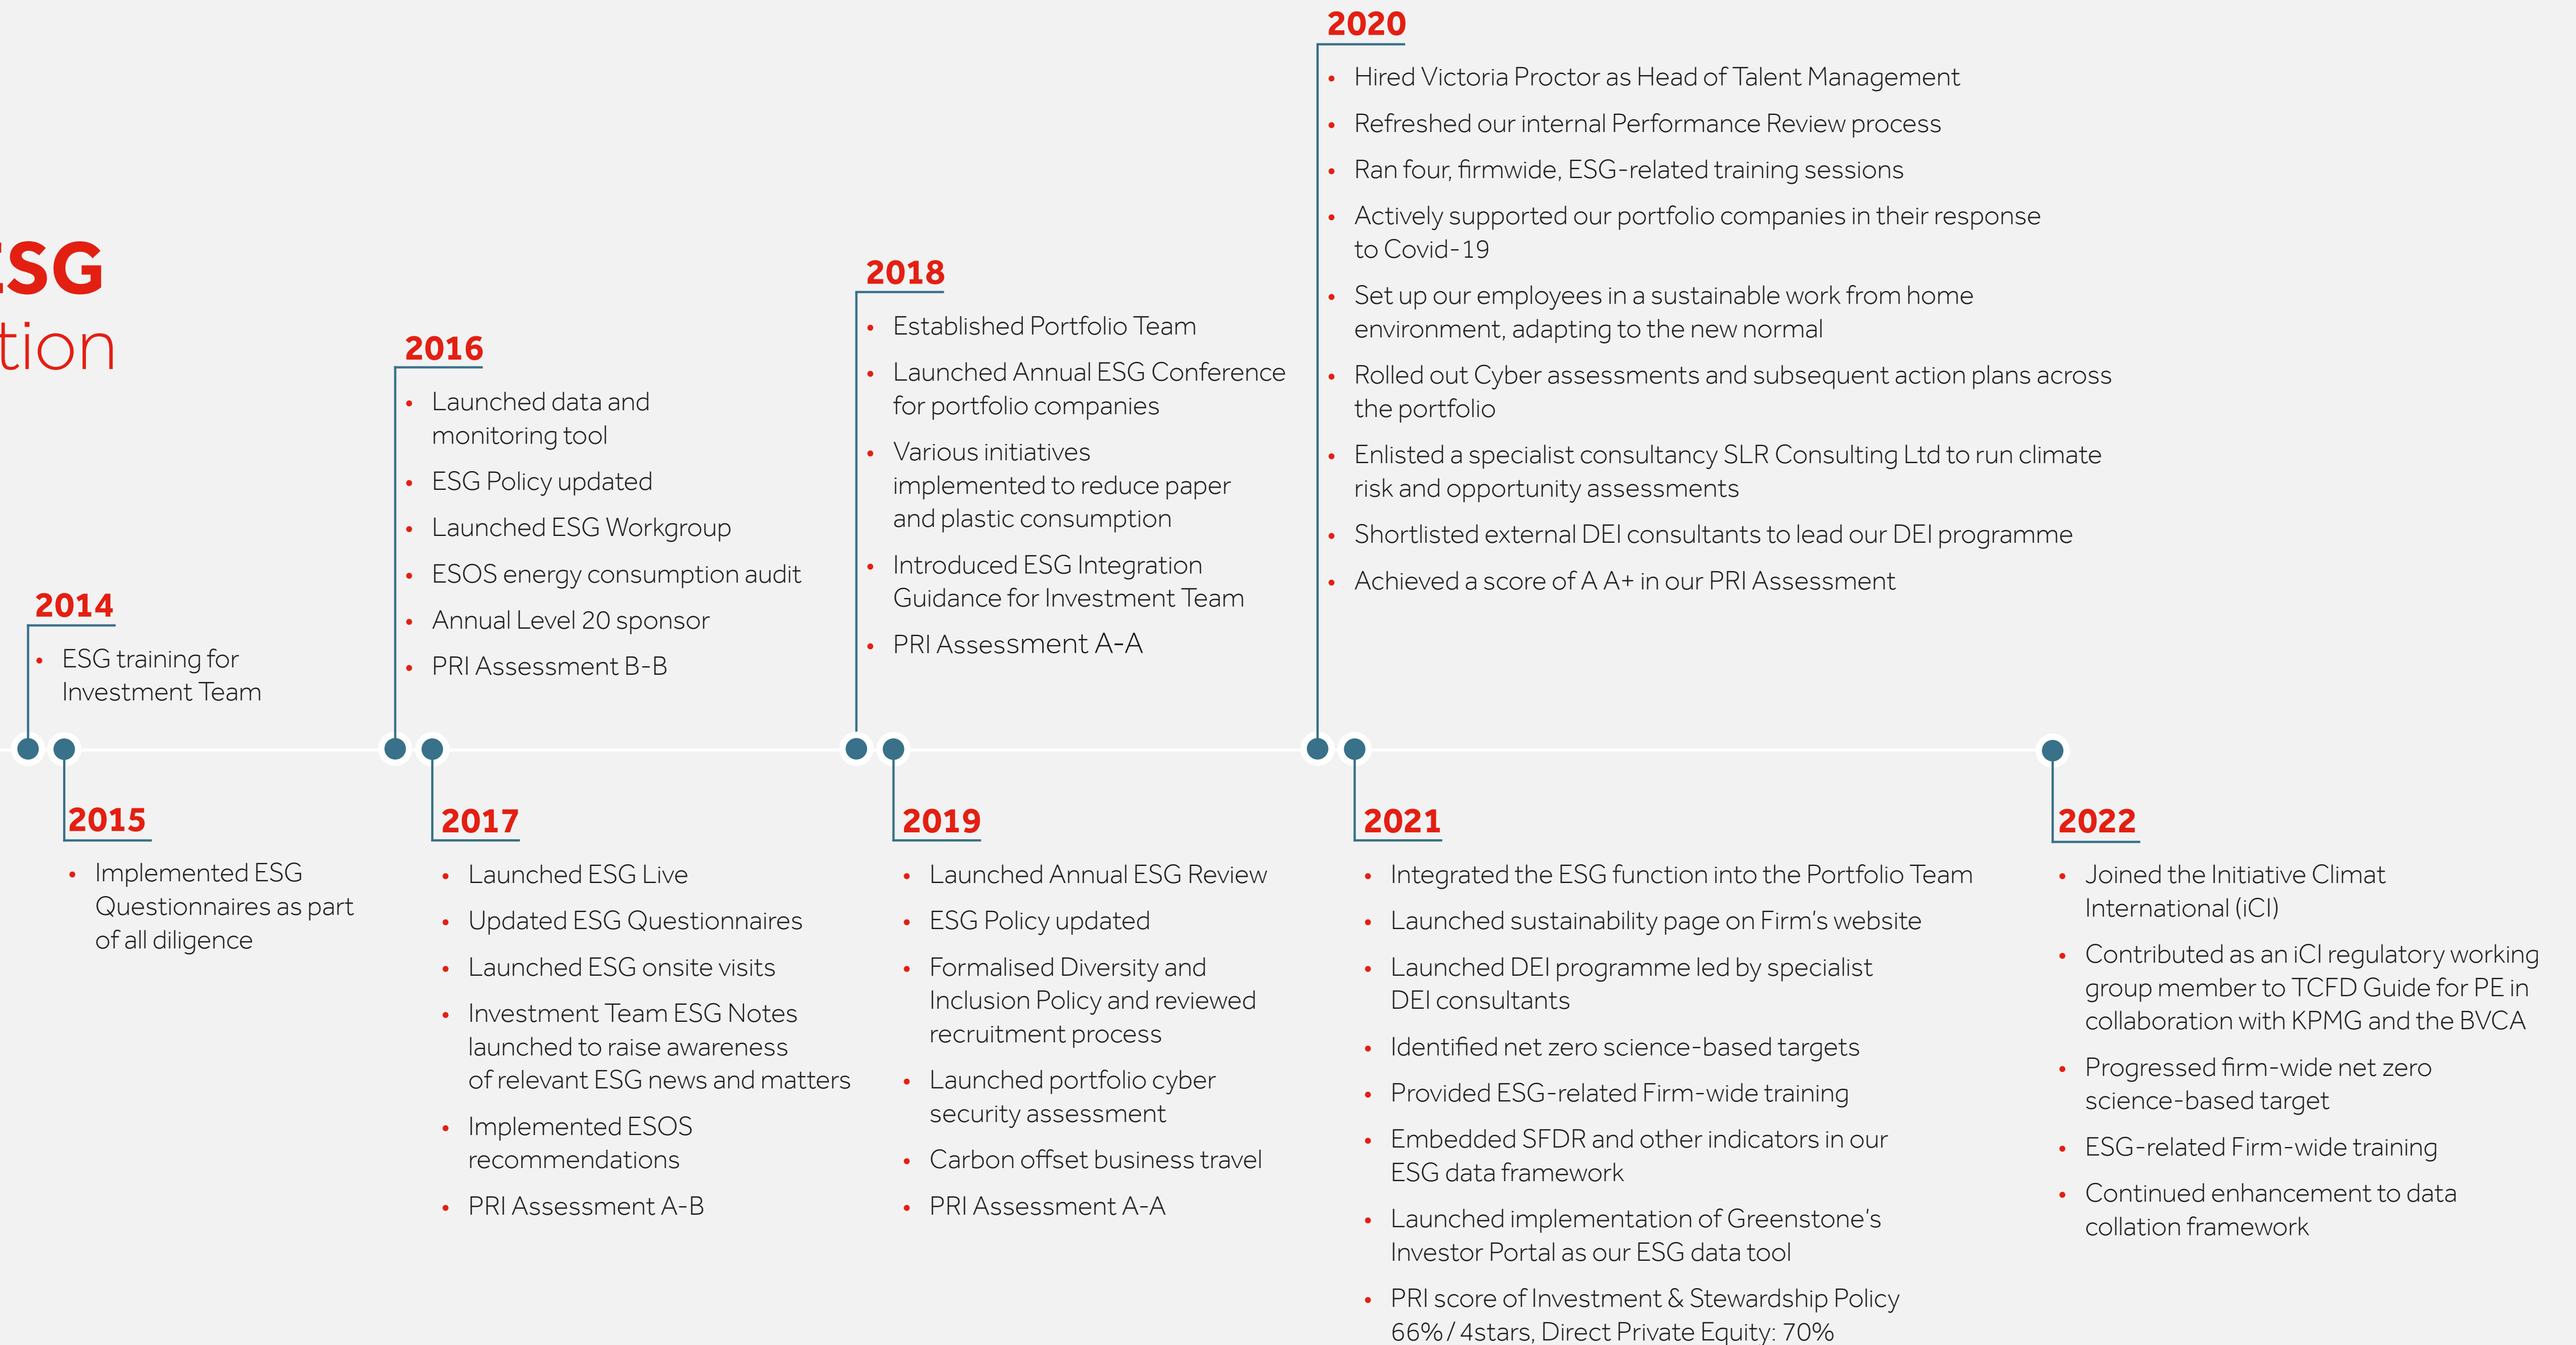 SG
tion
2014
• ESG training for
Investment Team
2015
• Implemented ESG
Questionnaires as part
of all diligence
2016
• Launched data and
monitoring tool
• ESG Policy updated
• Launched ESG Workgroup
• ESOS energy consumption audit
• Annual Level 20 sponsor
• PRI Assessment B-B
2017
• Launched ESG Live
• Updated ESG Questionnaires
• Launched ESG onsite visits
• Investment Team ESG Notes
launched to raise awareness
of relevant ESG news and matters
• Implemented ESOS
recommendations
• PRI Assessment A-B
2018
• Established Portfolio Team
• Launched Annual ESG Conference
for portfolio companies
• Various initiatives
implemented to reduce paper
and plastic consumption
• Introduced ESG Integration
Guidance for Investment Team
• PRI Assessment A-A
2019
• Launched Annual ESG Review
• ESG Policy updated
• Formalised Diversity and
Inclusion Policy and reviewed
recruitment process
• Launched portfolio cyber
security assessment
• Carbon offset business travel
• PRI Assessment A-A
2020
• Hired Victoria Proctor as Head of Talent Management
• Refreshed our internal Performance Review process
• Ran four, firmwide, ESG-related training sessions
• Actively supported our portfolio companies in their response
to Covid-19
• Set up our employees in a sustainable work from home
environment, adapting to the new normal
• Rolled out Cyber assessments and subsequent action plans across
the portfolio
• Enlisted a specialist consultancy SLR Consulting Ltd to run climate
risk and opportunity assessments
• Shortlisted external DEI consultants to lead our DEI programme
• Achieved a score of A A+ in our PRI Assessment
2021
• Integrated the ESG function into the Portfolio Team
• Launched sustainability page on Firm's website
• Launched DEI programme led by specialist
DEI consultants
• Identified net zero science-based targets
• Provided ESG-related Firm-wide training
• Embedded SFDR and other indicators in our
ESG data framework
• Launched implementation of Greenstone's
Investor Portal as our ESG data tool
• PRI score of Investment & Stewardship Policy
66% / 4stars, Direct Private Equity: 70%
2022
• Joined the Initiative Climat
International (iCI)
• Contributed as an iCI regulatory working
group member to TCFD Guide for PE in
collaboration with KPMG and the BVCA
• Progressed firm-wide net zero
science-based target
• ESG-related Firm-wide training
• Continued enhancement to data
collation framework